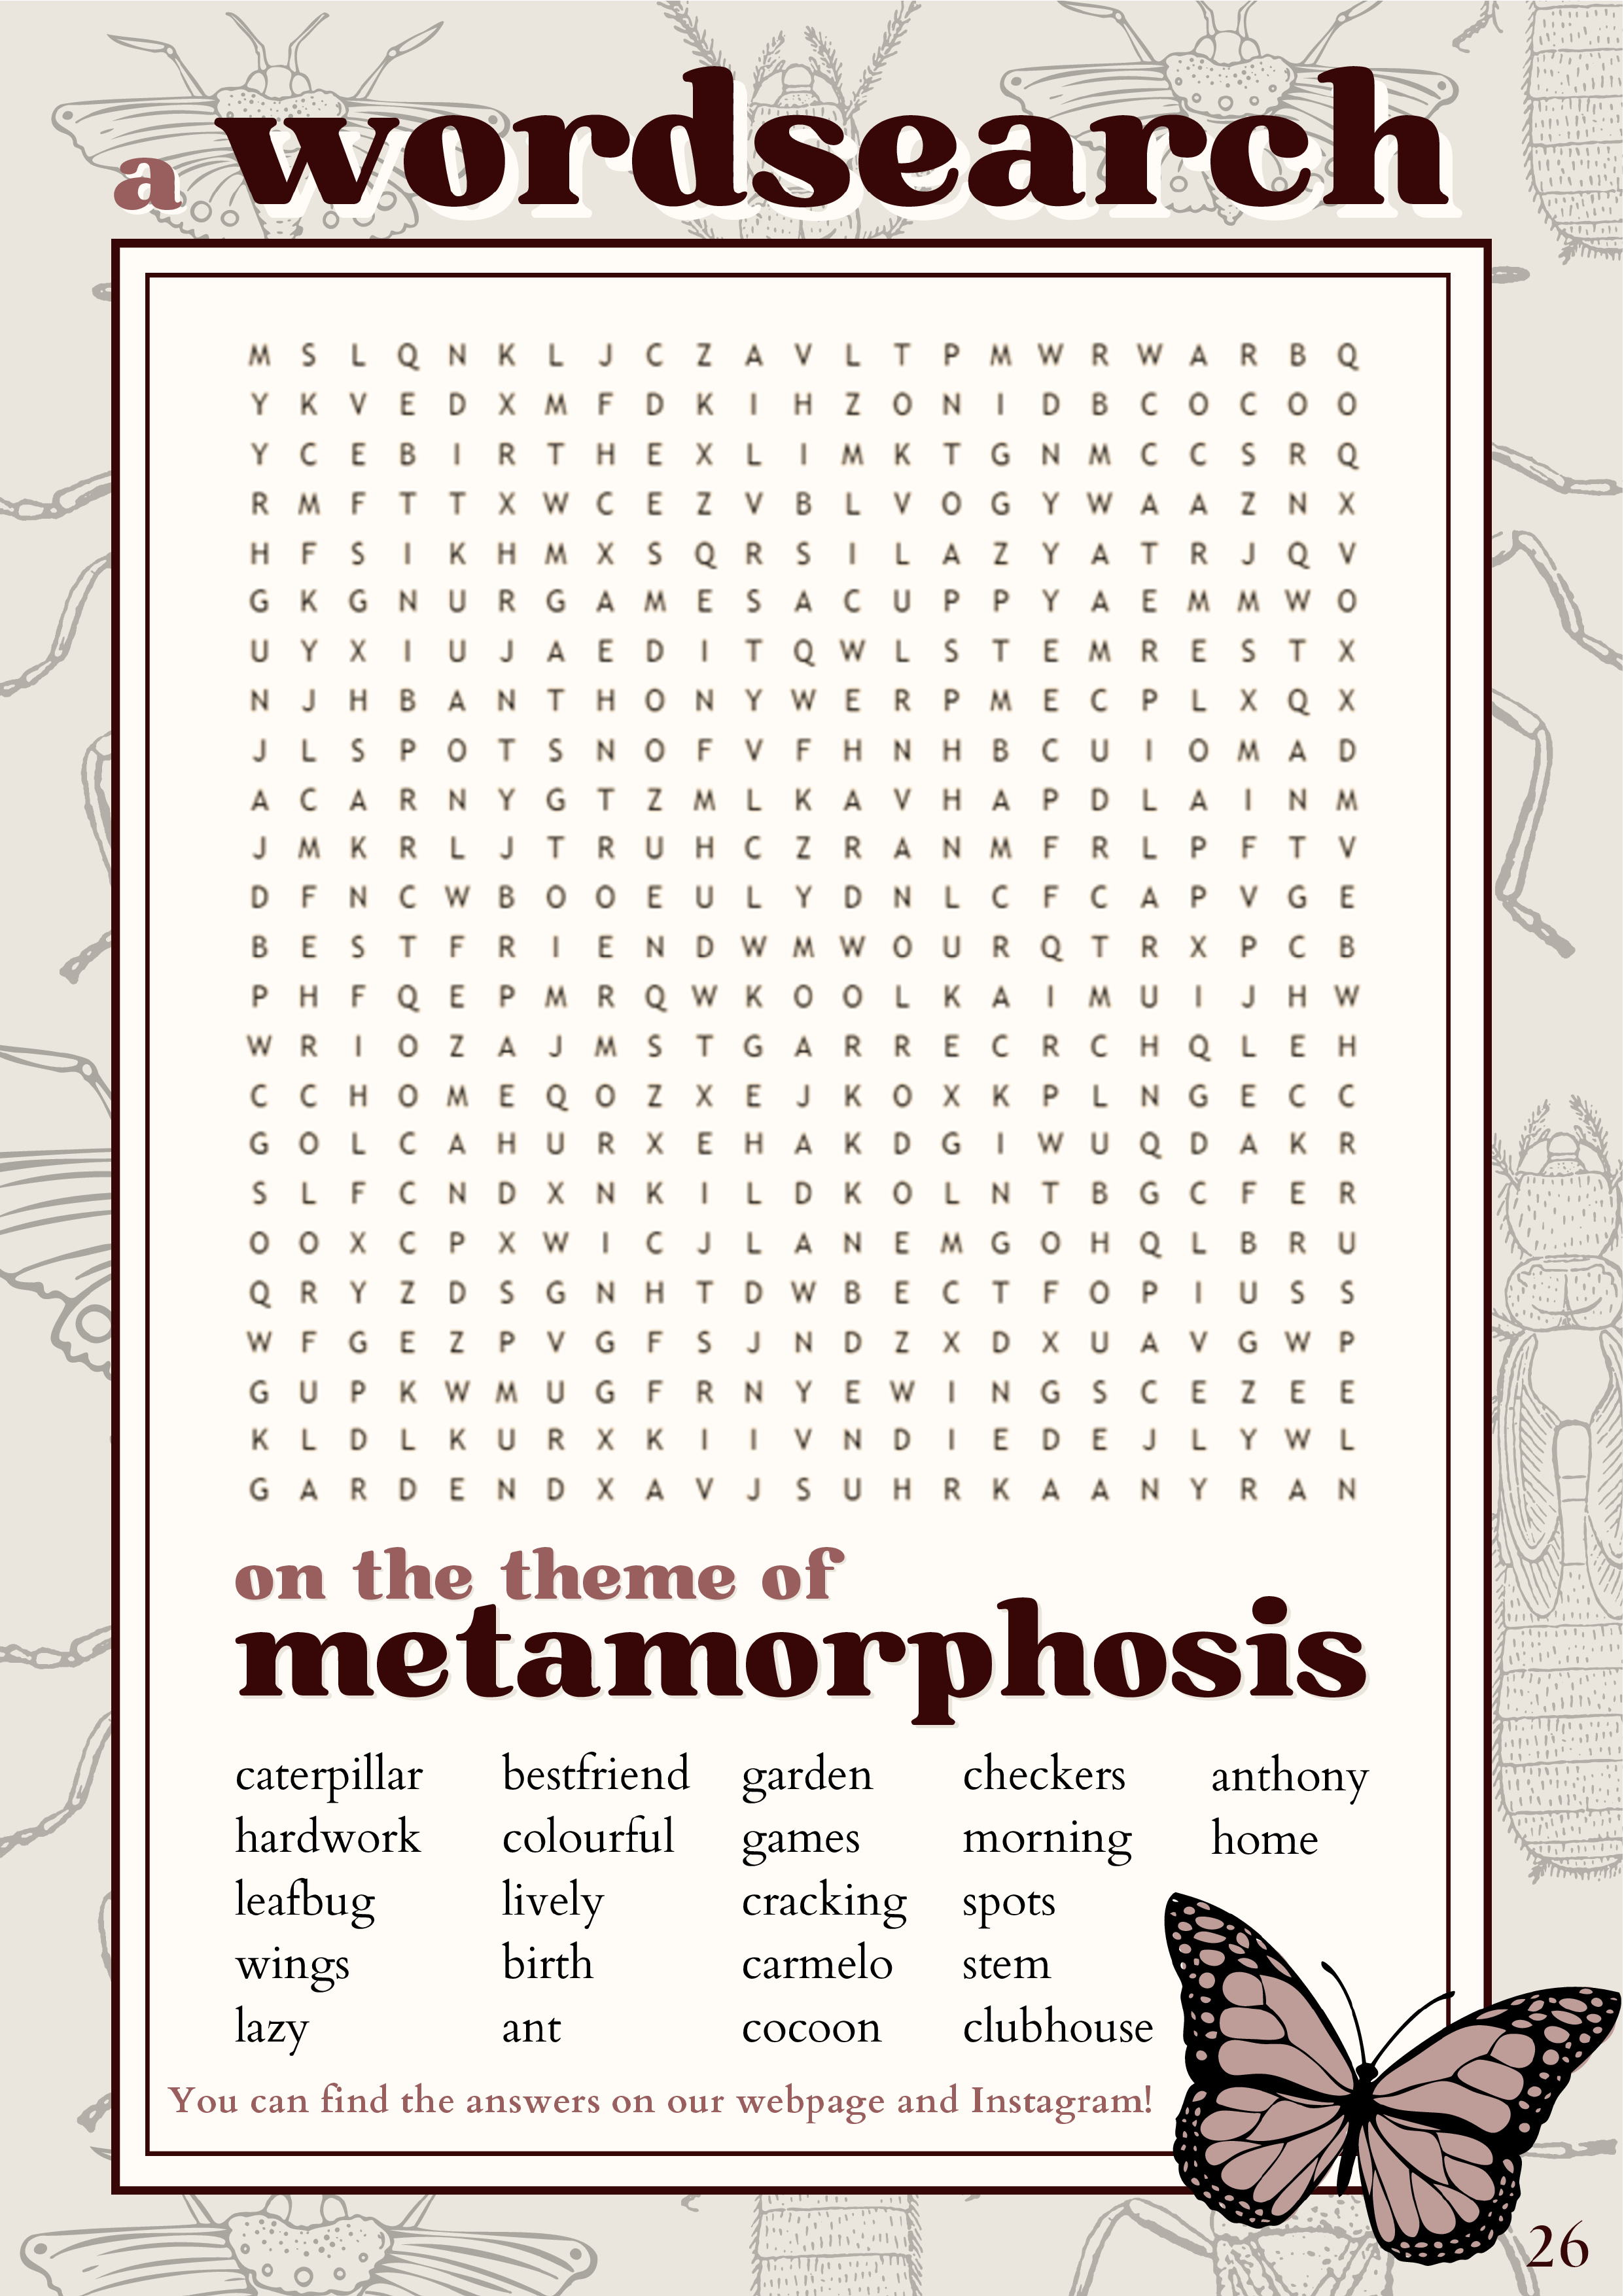 a wordsearch
M S L Q N K L J C Z A V L T P M W R W A R B Q
Y K V E D X M F D K I H Z O N I D B C O C O O
Y C E B I R T H E X L I M K T G N M C C S R Q
R M F T T X W C E Z V B L V O G Y W A A Z N X
H F S I K H M X S Q R S I L A Z Y A T R J Q V
G K G N U R G A M E S A C U P P Y A E M M W O
U Y X I U J A E D I T Q W L S T E M R E S T X
N J H B A N T H O N Y W E R P M E C P L X Q X
J L S P O T S N O F V F H N H B C U I O M A D
A C A R N Y G T Z M L K A V H A P D L A I N M
J M K R L J T R U H C Z R A N M F R L P F T V
D F N C W B O O E U L Y D N L C F C A P V G E
B E S T F R I E N D W M W O U R Q T R X P C B
P H F Q E P M R Q W K O O L K A I M U I J H W
W R I O Z A J M S T G A R R E C R C H Q L E H
C C H O M E Q O Z X E J K O X K P L N G E C C
G O L C A H U R X E H A K D G I W U Q D A K R
S L F C N D X N K I L D K O L N T B G C F E R
O O X C P X W I C J L A N E M G O H Q L B R U
Q R Y Z D S G N H T D W B E C T F O P I U S S
W F G E Z P V G F S J N D Z X D X U A V G W P
G U P K W M U G F R N Y E W I N G S C E Z E E
K L D L K U R X K I I V N D I E D E J L Y W L
G A R D E N D X A V J S U H R K A A N Y R A N
on the theme of
metamorphosis
caterpillar bestfriend garden checkers anthony
hardwork colourful games morning home
leafbug lively cracking spots
wings birth carmelo stem
lazy ant cocoon clubhouse
You can find the answers on our webpage and Instagram!
26